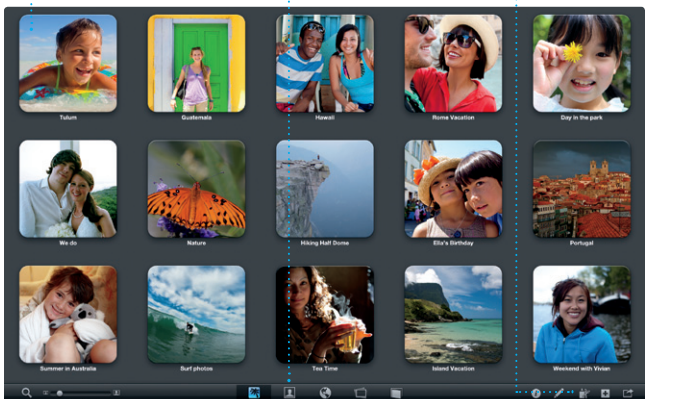 Tulum
Guatemala
Hawaii
Rome Vacation
Day in the park
We do
Nature
Hiking Half Dome
Ella's Birthday
Portugal
Summer in Australia
Surf photos
Tea Time
Island Vacation
Weekend with Vivian